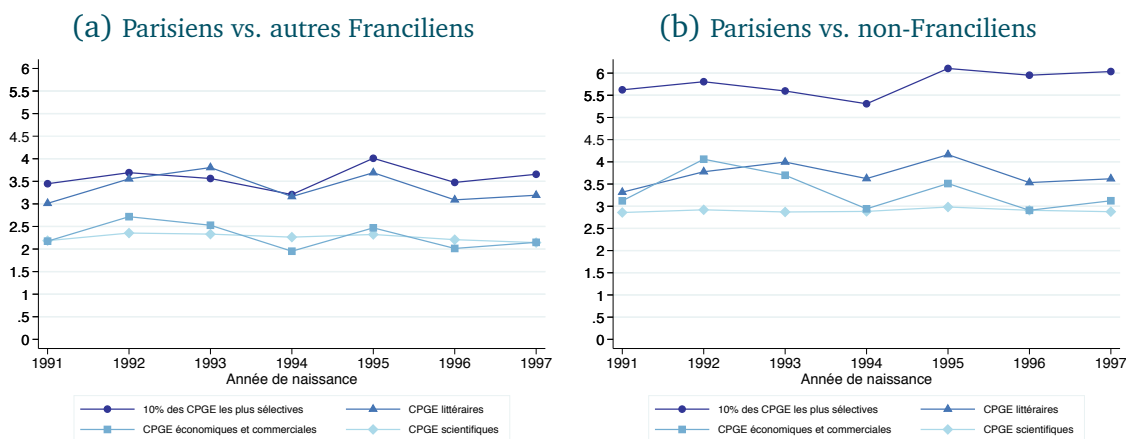 (a) Parisiens vs. autres Franciliens
6
5.5
5
4.5
4
3.5
3
2.5
2
1.5
1
.5
0
1991 1992 1993 1994 1995 1996 1997
Année de naissance
10% des CPGE les plus sélectives CPGE littéraires
CPGE économiques et commerciales CPGE scientifiques
(b) Parisiens vs. non-Franciliens
6
5.5
5
4.5
4
3.5
3
2.5
2
1.5
1
.5
0
1991 1992 1993 1994 1995 1996 1997
Année de naissance
10% des CPGE les plus sélectives CPGE littéraires
CPGE économiques et commerciales CPGE scientifiques